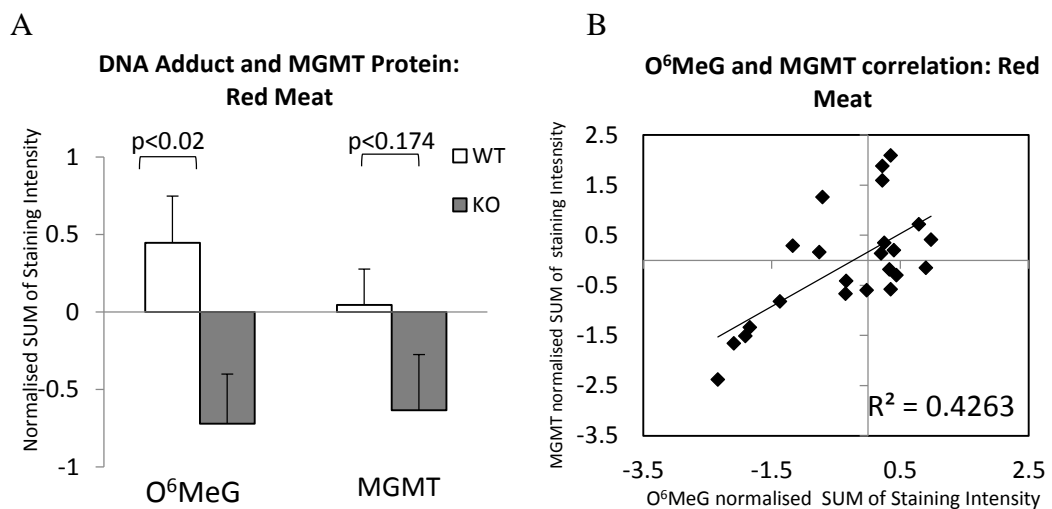 A
DNA Adduct and MGMT Protein:
Red Meat
Normalised SUM of Staining Intensity
1
0.5
0
-0.5
-1
p<0.02
p<0.174
WT
KO
O⁶MeG
MGMT
B
O⁶MeG and MGMT correlation: Red
Meat
MGMT normalised SUM of staining Intesnsity
2.5
1.5
0.5
-0.5
-1.5
-2.5
-3.5
R² = 0.4263
-3.5
-1.5
0.5
2.5
O⁶MeG normalised SUM of Staining Intensity